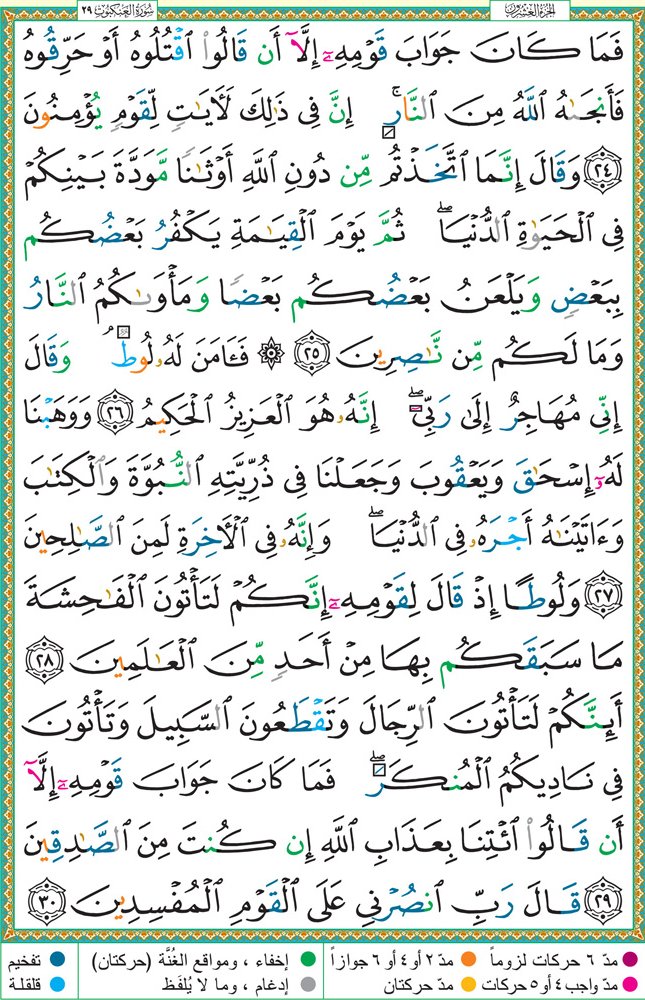 الجزء العشرون
سورة العنكبوت ٢٩
فَمَا كَانَ جَوَابَ قَوْمِهِۦٓ إِلَّآ أَن قَالُوا۟ ٱقْتُلُوهُ أَوْ حَرِّقُوهُ
فَأَنجَىٰهُ ٱللَّهُ مِنَ ٱلنَّارِ ۚ إِنَّ فِى ذَٰلِكَ لَـَٔايَـٰتٍ لِّقَوْمٍ يُؤْمِنُونَ
٢٤ وَقَالَ إِنَّمَا ٱتَّخَذْتُم مِّن دُونِ ٱللَّهِ أَوْثَـٰنًا مَّوَدَّةَ بَيْنِكُمْ
فِى ٱلْحَيَوٰةِ ٱلدُّنْيَا ۖ ثُمَّ يَوْمَ ٱلْقِيَـٰمَةِ يَكْفُرُ بَعْضُكُم
بِبَعْضٍ وَيَلْعَنُ بَعْضُكُم بَعْضًا وَمَأْوَىٰكُمُ ٱلنَّارُ
وَمَا لَكُم مِّن نَّـٰصِرِينَ ٢٥ ۞ فَـَٔامَنَ لَهُۥ لُوطٌ ۘ وَقَالَ
إِنِّى مُهَاجِرٌ إِلَىٰ رَبِّىٓ ۖ إِنَّهُۥ هُوَ ٱلْعَزِيزُ ٱلْحَكِيمُ ٢٦ وَوَهَبْنَا
لَهُۥٓ إِسْحَـٰقَ وَيَعْقُوبَ وَجَعَلْنَا فِى ذُرِّيَّتِهِ ٱلنُّبُوَّةَ وَٱلْكِتَـٰبَ
وَءَاتَيْنَـٰهُ أَجْرَهُۥ فِى ٱلدُّنْيَا ۖ وَإِنَّهُۥ فِى ٱلْـَٔاخِرَةِ لَمِنَ ٱلصَّـٰلِحِينَ
٢٧ وَلُوطًا إِذْ قَالَ لِقَوْمِهِۦٓ إِنَّكُمْ لَتَأْتُونَ ٱلْفَـٰحِشَةَ
مَا سَبَقَكُم بِهَا مِنْ أَحَدٍ مِّنَ ٱلْعَـٰلَمِينَ ٢٨
أَئِنَّكُمْ لَتَأْتُونَ ٱلرِّجَالَ وَتَقْطَعُونَ ٱلسَّبِيلَ وَتَأْتُونَ
فِى نَادِيكُمُ ٱلْمُنكَرَ ۖ فَمَا كَانَ جَوَابَ قَوْمِهِۦٓ إِلَّآ
أَن قَالُوا۟ ٱئْتِنَا بِعَذَابِ ٱللَّهِ إِن كُنتَ مِنَ ٱلصَّـٰدِقِينَ
٢٩ قَالَ رَبِّ ٱنصُرْنِى عَلَى ٱلْقَوْمِ ٱلْمُفْسِدِينَ ٣٠
مدّ ٦ حركات لزوماً مدّ ٢ أو ٤ أو ٦ جوازاً إخفاء ، ومواقع الغُنَّة (حركتان) تفخيم
مدّ واجب ٤ أو ٥ حركات مدّ حركتان إدغام ، وما لا يُلفَظ قلقلة